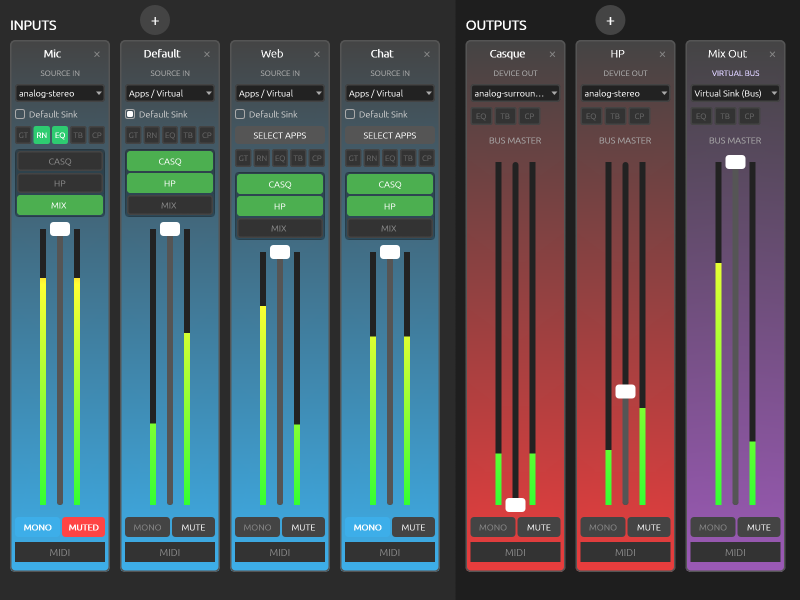 INPUTS
+
Mic ×
SOURCE IN
analog-stereo
Default Sink
GT RN EQ TB CP
CASQ
HP
MIX
MONO MUTED
MIDI
Default ×
SOURCE IN
Apps / Virtual
Default Sink
GT RN EQ TB CP
CASQ
HP
MIX
MONO MUTE
MIDI
Web ×
SOURCE IN
Apps / Virtual
Default Sink
SELECT APPS
GT RN EQ TB CP
CASQ
HP
MIX
MONO MUTE
MIDI
Chat ×
SOURCE IN
Apps / Virtual
Default Sink
SELECT APPS
GT RN EQ TB CP
CASQ
HP
MIX
MONO MUTE
MIDI
OUTPUTS
+
Casque ×
DEVICE OUT
analog-surroun...
EQ TB CP
BUS MASTER
MONO MUTE
MIDI
HP ×
DEVICE OUT
analog-stereo
EQ TB CP
BUS MASTER
MONO MUTE
MIDI
Mix Out ×
VIRTUAL BUS
Virtual Sink (Bus)
EQ TB CP
BUS MASTER
MONO MUTE
MIDI